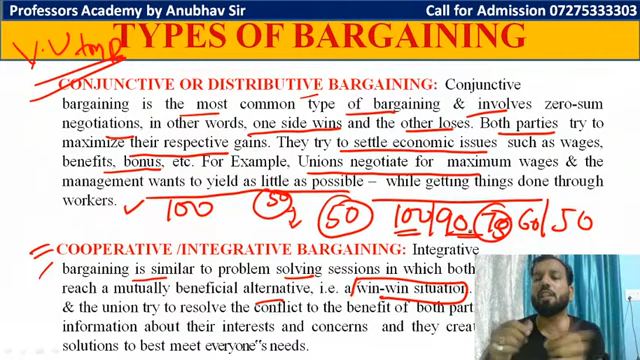 Professors Academy by Anubhav Sir
Call for Admission 07275333303
TYPES OF BARGAINING
V.V Imp
CONJUNCTIVE OR DISTRIBUTIVE BARGAINING: Conjunctive
bargaining is the most common type of bargaining & involves zero-sum
negotiations, in other words, one side wins and the other loses. Both parties try to
maximize their respective gains. They try to settle economic issues such as wages,
benefits, bonus, etc. For Example, Unions negotiate for maximum wages & the
management wants to yield as little as possible – while getting things done through
workers.
100 50 50 100/90 70 60/50
COOPERATIVE /INTEGRATIVE BARGAINING: Integrative
bargaining is similar to problem solving sessions in which both
reach a mutually beneficial alternative, i.e. a win-win situation.
& the union try to resolve the conflict to the benefit of both part
information about their interests and concerns and they creat
solutions to best meet everyone"s needs.